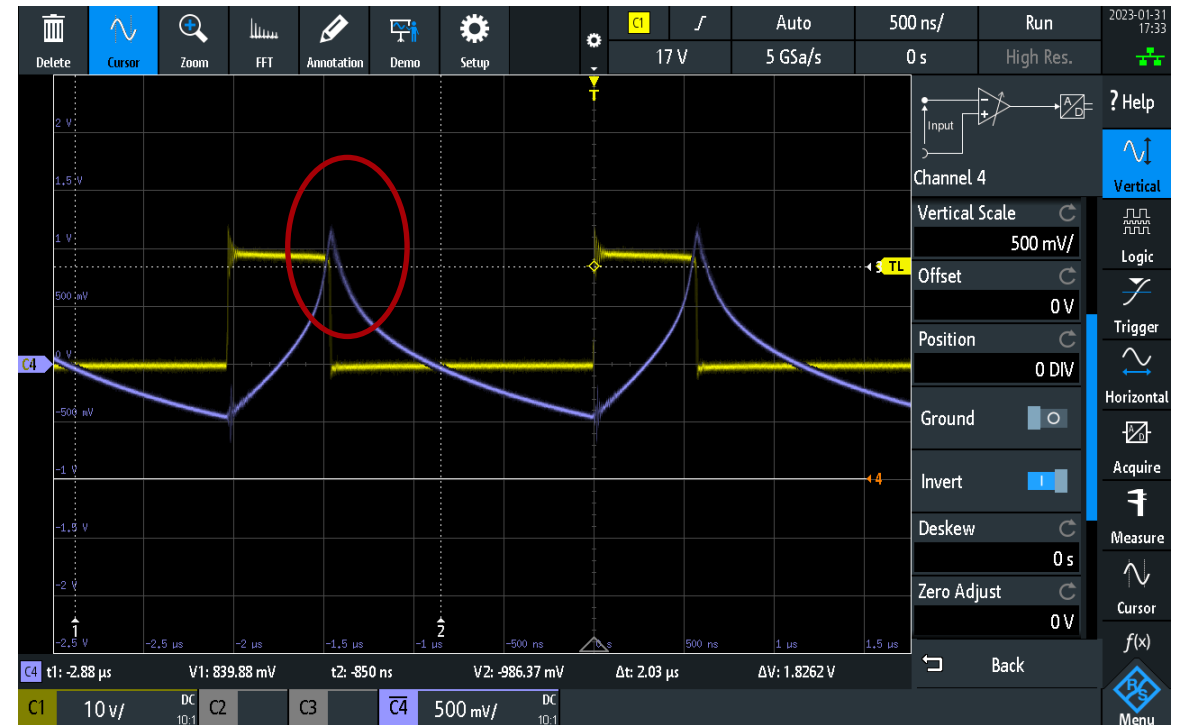 C1 Auto 500 ns/ Run 2023-01-31
17:33
Delete Cursor Zoom FFT Annotation Demo Setup 17 V 5 GSa/s 0 s High Res.
T
Input
A
D
? Help
Channel 4
Vertical
Vertical Scale
500 mV/
Logic
Offset
0 V
Trigger
Position
0 DIV
Horizontal
Ground
Acquire
Invert
Measure
Deskew
0 s
Cursor
Zero Adjust
0 V
f(x)
Back
R&S
Menu
2 V
1.5 V
1 V
TL
500 mV
C4 0 V
-500 mV
-1 V
4
-1.5 V
-2 V
1 2
-2.5 V -2.5 µs -2 µs -1.5 µs -1 µs -500 ns 0 s 500 ns 1 µs 1.5 µs
C4 t1: -2.88 µs V1: 839.88 mV t2: -850 ns V2: -986.37 mV Δt: 2.03 µs ΔV: 1.8262 V
C1 10 V/ DC 10:1 C2 C3 C4 500 mV/ DC 10:1